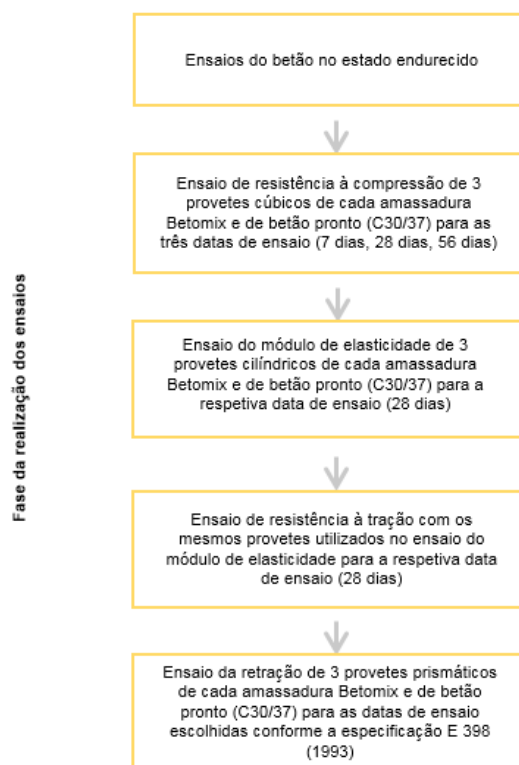 Fase da realização dos ensaios
Ensaios do betão no estado endurecido
Ensaio de resistência à compressão de 3
provetes cúbicos de cada amassadura
Betomix e de betão pronto (C30/37) para as
três datas de ensaio (7 dias, 28 dias, 56 dias)
Ensaio do módulo de elasticidade de 3
provetes cilíndricos de cada amassadura
Betomix e de betão pronto (C30/37) para a
respetiva data de ensaio (28 dias)
Ensaio de resistência à tração com os
mesmos provetes utilizados no ensaio do
módulo de elasticidade para a respetiva data
de ensaio (28 dias)
Ensaio da retração de 3 provetes prismáticos
de cada amassadura Betomix e de betão
pronto (C30/37) para as datas de ensaio
escolhidas conforme a especificação E 398
(1993)